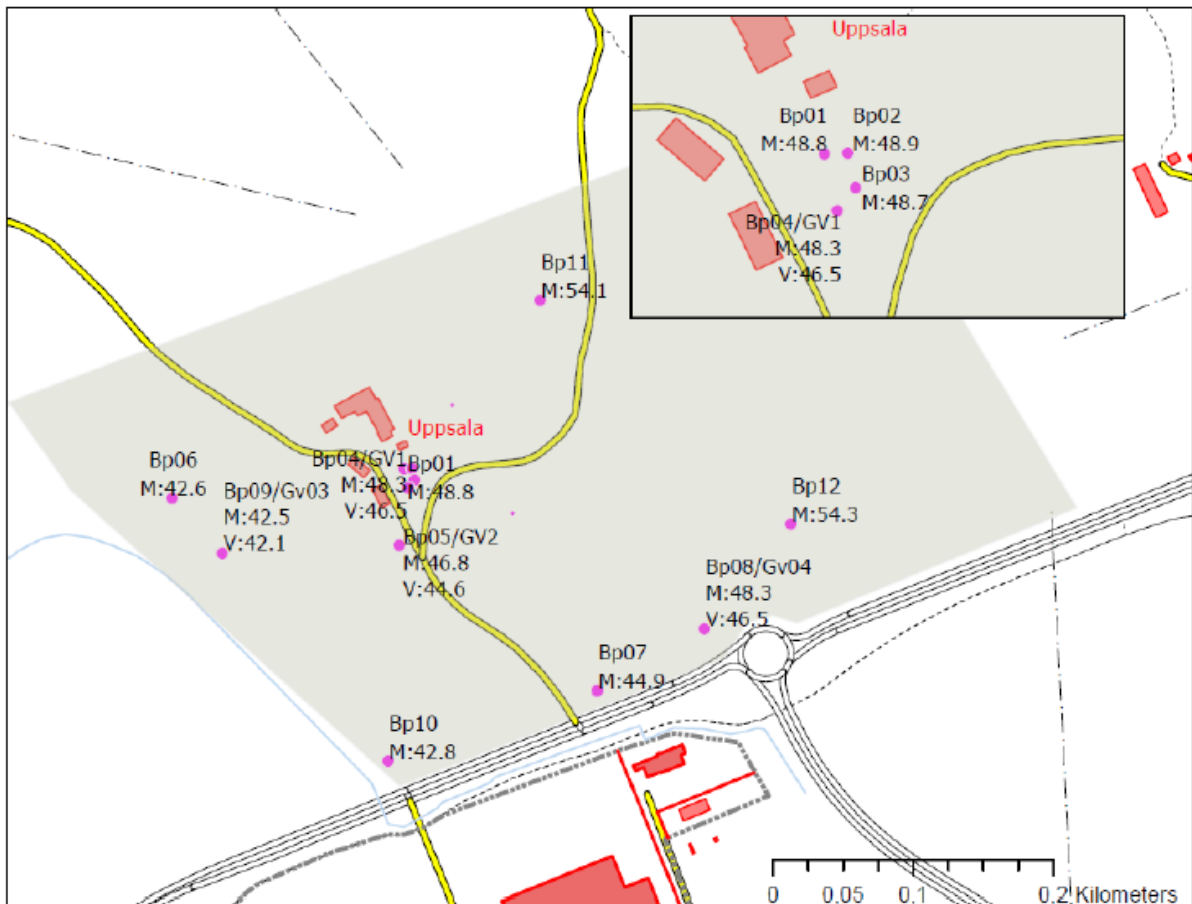 Uppsala
Bp01
M:48.8
Bp02
M:48.9
Bp03
M:48.7
Bp04/GV1
M:48.3
V:46.5
Bp11
M:54.1
Uppsala
Bp04/GV1
M:48.3
V:46.5
Bp01
M:48.8
Bp06
M:42.6
Bp09/Gv03
M:42.5
V:42.1
Bp05/GV2
M:46.8
V:44.6
Bp12
M:54.3
Bp08/Gv04
M:48.3
V:46.5
Bp07
M:44.9
Bp10
M:42.8
0 0.05 0.1 0.2 Kilometers